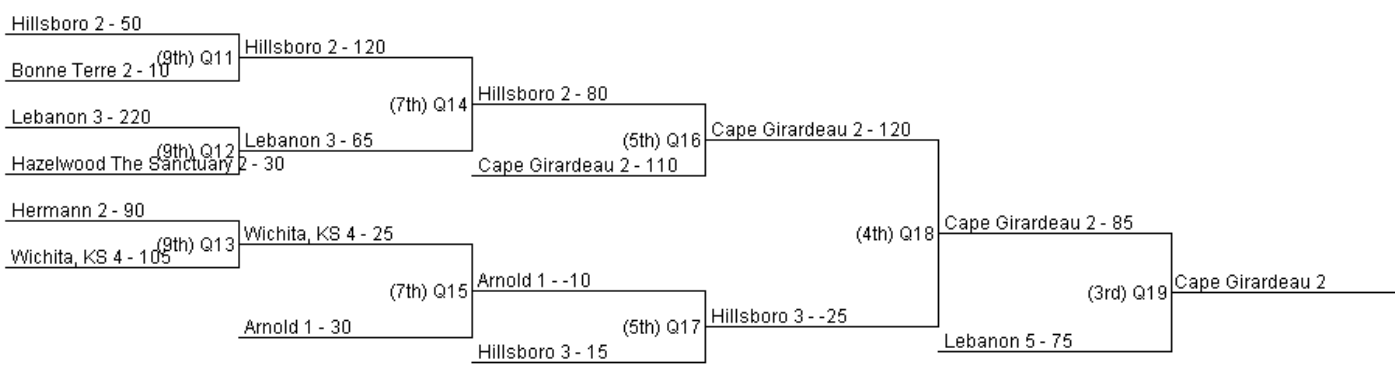 Hillsboro 2 - 50
(9th) Q11
Hillsboro 2 - 120
Bonne Terre 2 - 10
(7th) Q14
Hillsboro 2 - 80
Lebanon 3 - 220
(9th) Q12
Lebanon 3 - 65
(5th) Q16
Cape Girardeau 2 - 120
Hazelwood The Sanctuary 2 - 30
Cape Girardeau 2 - 110
Hermann 2 - 90
(9th) Q13
Wichita, KS 4 - 25
(4th) Q18
Cape Girardeau 2 - 85
Wichita, KS 4 - 105
(7th) Q15
Arnold 1 - -10
(3rd) Q19
Cape Girardeau 2
Arnold 1 - 30
(5th) Q17
Hillsboro 3 - -25
Hillsboro 3 - 15
Lebanon 5 - 75